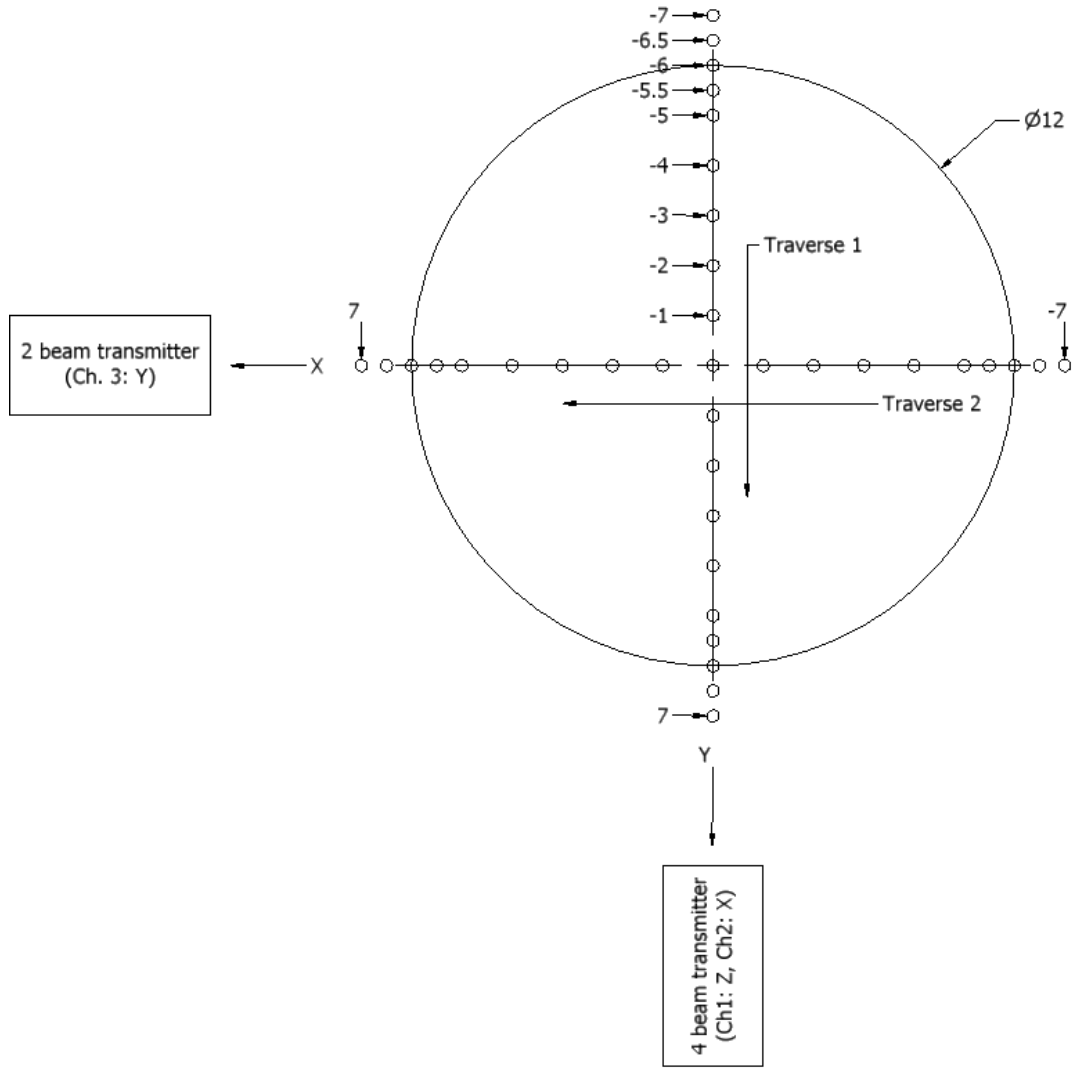 -7
-6.5
-6
-5.5
-5
Ø12
-4
-3
Traverse 1
-2
-1
7
-7
2 beam transmitter
(Ch. 3: Y)
X
Traverse 2
7
Y
4 beam transmitter
(Ch1: Z, Ch2: X)